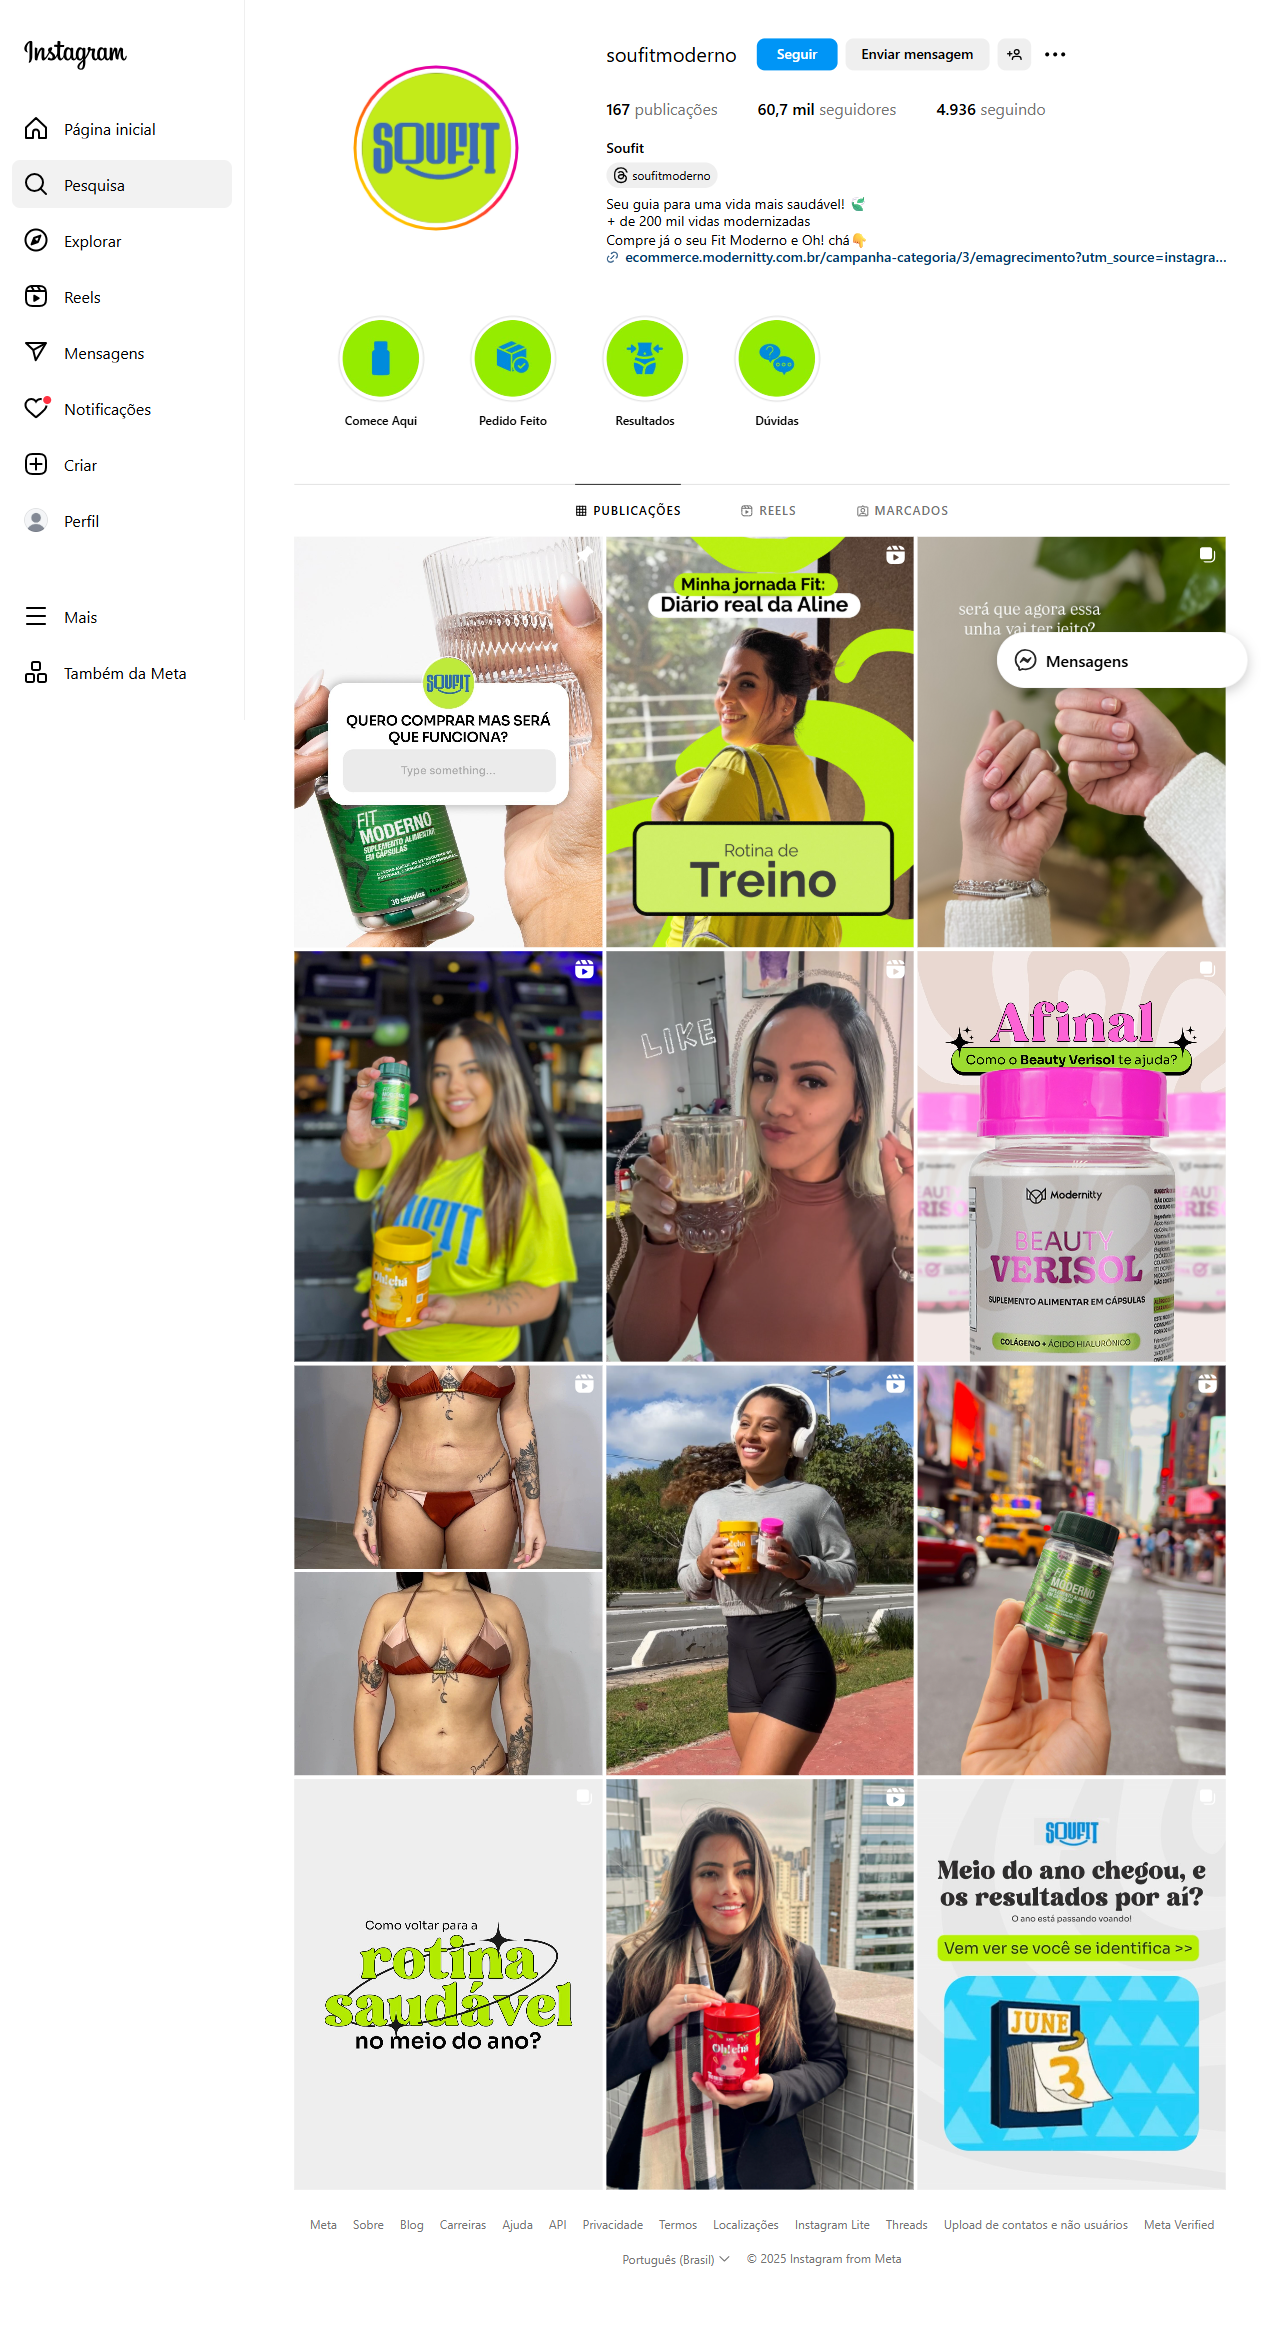 Instagram
Página inicial
Pesquisa
Explorar
Reels
Mensagens
Notificações
Criar
Perfil
Mais
Também da Meta
soufitmoderno
Seguir
Enviar mensagem
167 publicações
60,7 mil seguidores
4.936 seguindo
SOUFIT
Soufit
soufitmoderno
Seu guia para uma vida mais saudável!
+ de 200 mil vidas modernizadas
Compre já o seu Fit Moderno e Oh! chá
ecommerce.modernitty.com.br/campanha-categoria/3/emagrecimento?utm_source=instagra...
Comece Aqui
Pedido Feito
Resultados
Dúvidas
PUBLICAÇÕES
REELS
MARCADOS
SOUFIT
QUERO COMPRAR MAS SERÁ
QUE FUNCIONA?
Type something...
FIT
MODERNO
SUPLEMENTO ALIMENTAR
EM CÁPSULAS
30 cápsulas
Minha jornada Fit:
Diário real da Aline
Rotina de
Treino
será que agora essa
unha vai ter jeito?
Mensagens
SOUFIT
Oh!chá
LIKE
Afinal
Como o Beauty Verisol te ajuda?
Modernitty
BEAUTY
VERISOL
SUPLEMENTO ALIMENTAR EM CÁPSULAS
COLÁGENO + ÁCIDO HIALURÔNICO
FIT
MODERNO
Como voltar para a
rotina
saudável
no meio do ano?
Oh!chá
SOUFIT
Meio do ano chegou, e
os resultados por aí?
O ano está passando voando!
Vem ver se você se identifica >>
JUNE
3
Meta
Sobre
Blog
Carreiras
Ajuda
API
Privacidade
Termos
Localizações
Instagram Lite
Threads
Upload de contatos e não usuários
Meta Verified
Português (Brasil)
© 2025 Instagram from Meta